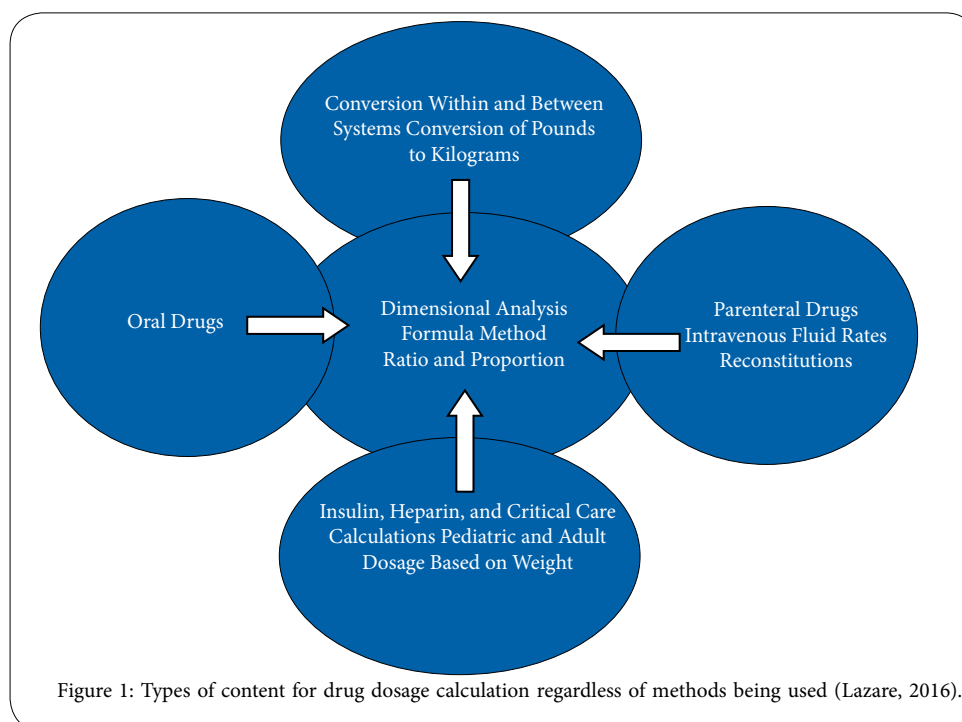 Conversion Within and Between
Systems Conversion of Pounds
to Kilograms
Oral Drugs
Dimensional Analysis
Formula Method
Ratio and Proportion
Parenteral Drugs
Intravenous Fluid Rates
Reconstitutions
Insulin, Heparin, and Critical Care
Calculations Pediatric and Adult
Dosage Based on Weight
Figure 1: Types of content for drug dosage calculation regardless of methods being used (Lazare, 2016).